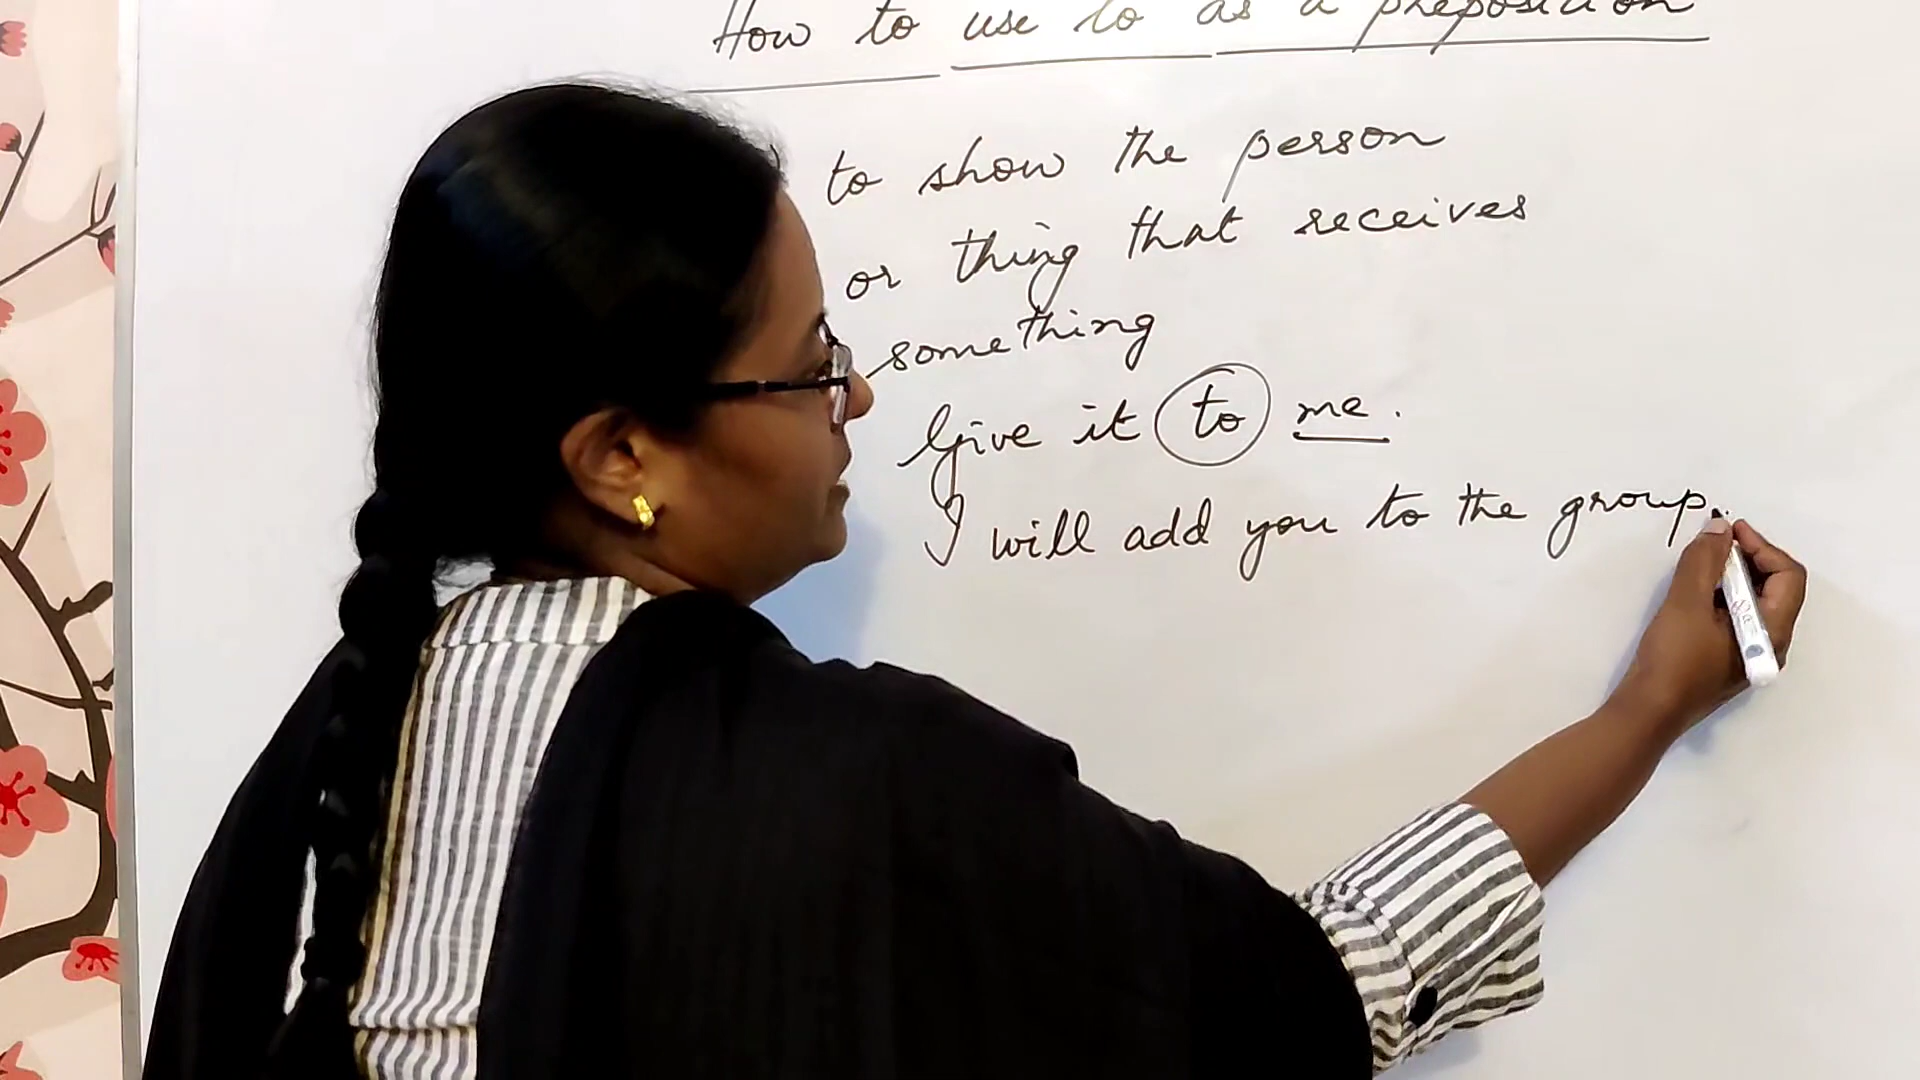 How to use to as a preposition
to show the person
or thing that receives
something
Give it to me.
I will add you to the group.